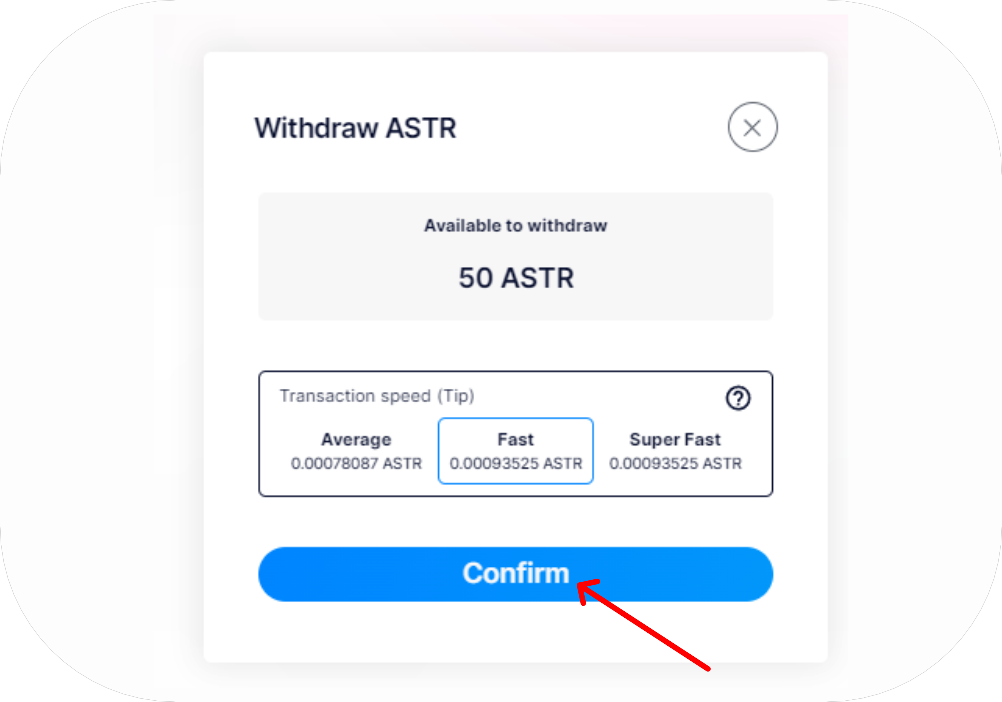 Withdraw ASTR
Available to withdraw
50 ASTR
Transaction speed (Tip)
Average Fast Super Fast
0.00078087 ASTR 0.00093525 ASTR 0.00093525 ASTR
Confirm